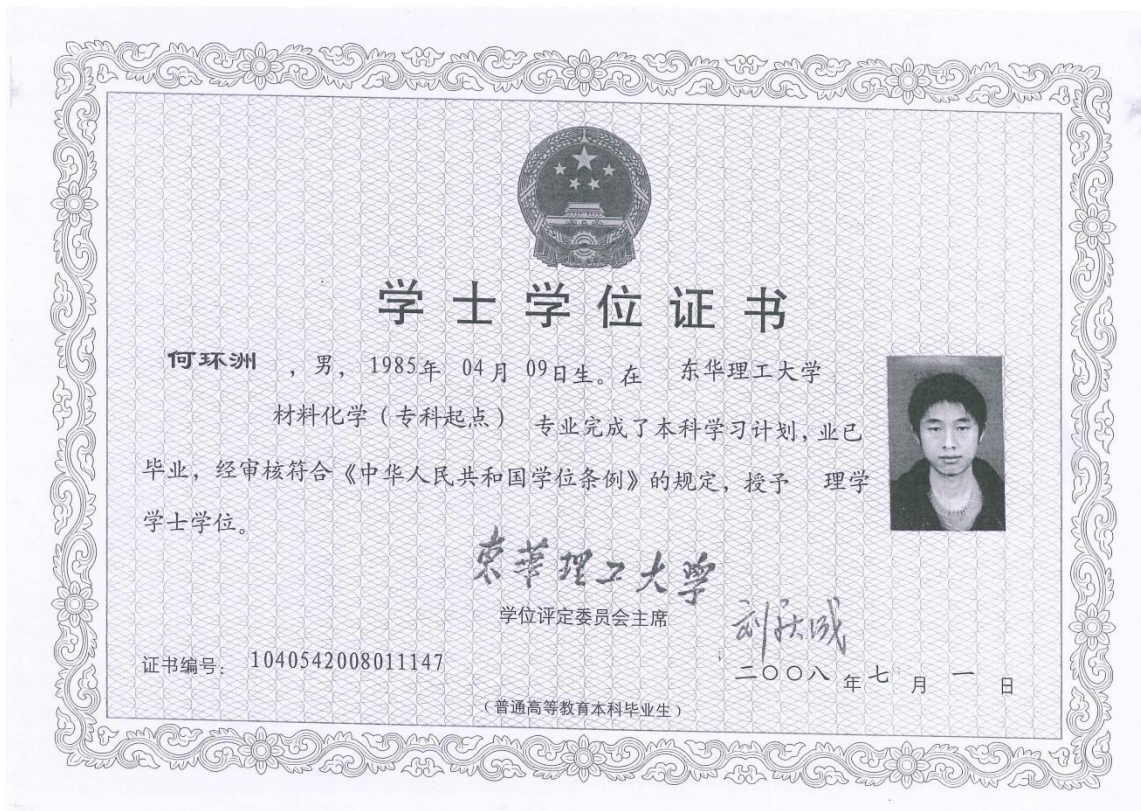 学士学位证书
何环洲 ，男， 1985年 04月 09日生。在 东华理工大学
材料化学（专科起点） 专业完成了本科学习计划，业已
毕业，经审核符合《中华人民共和国学位条例》的规定，授予 理学
学士学位。
東華理工大學
学位评定委员会主席
证书编号： 1040542008011147
二〇〇八 年 七 月 一 日
（普通高等教育本科毕业生）